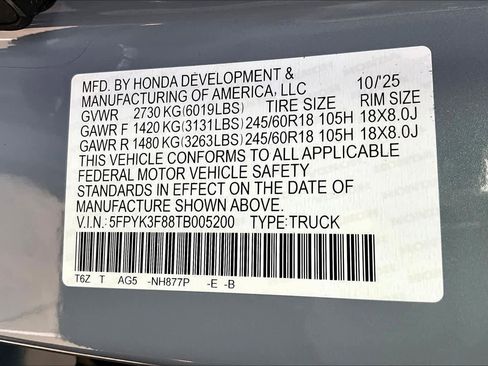 MFD. BY HONDA DEVELOPMENT &
MANUFACTURING OF AMERICA, LLC 10/'25
GVWR 2730 KG(6019LBS) TIRE SIZE RIM SIZE
GAWR F 1420 KG(3131LBS) 245/60R18 105H 18X8.0J
GAWR R 1480 KG(3263LBS) 245/60R18 105H 18X8.0J
THIS VEHICLE CONFORMS TO ALL APPLICABLE
FEDERAL MOTOR VEHICLE SAFETY
STANDARDS IN EFFECT ON THE DATE OF
MANUFACTURE SHOWN ABOVE.
V.I.N.:5FPYK3F88TB005200 TYPE:TRUCK
T6Z T AG5 -NH877P -E -B